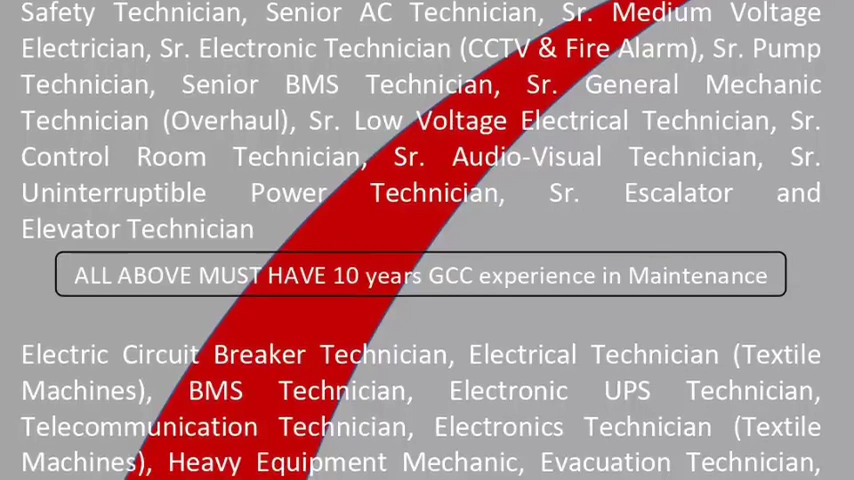 Safety Technician, Senior AC Technician, Sr. Medium Voltage
Electrician, Sr. Electronic Technician (CCTV & Fire Alarm), Sr. Pump
Technician, Senior BMS Technician, Sr. General Mechanic
Technician (Overhaul), Sr. Low Voltage Electrical Technician, Sr.
Control Room Technician, Sr. Audio-Visual Technician, Sr.
Uninterruptible Power Technician, Sr. Escalator and
Elevator Technician
ALL ABOVE MUST HAVE 10 years GCC experience in Maintenance
Electric Circuit Breaker Technician, Electrical Technician (Textile
Machines), BMS Technician, Electronic UPS Technician,
Telecommunication Technician, Electronics Technician (Textile
Machines), Heavy Equipment Mechanic, Evacuation Technician,